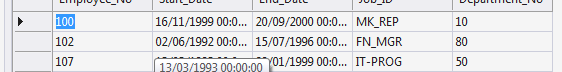 Employee_No Start_Date End_Date Job_ID Department_No
100 16/11/1999 00:0... 20/09/2000 00:0... MK_REP 10
102 02/06/1992 00:0... 15/07/1996 00:0... FN_MGR 80
107 /01/1999 00:0... IT-PROG 50
13/03/1993 00:00:00